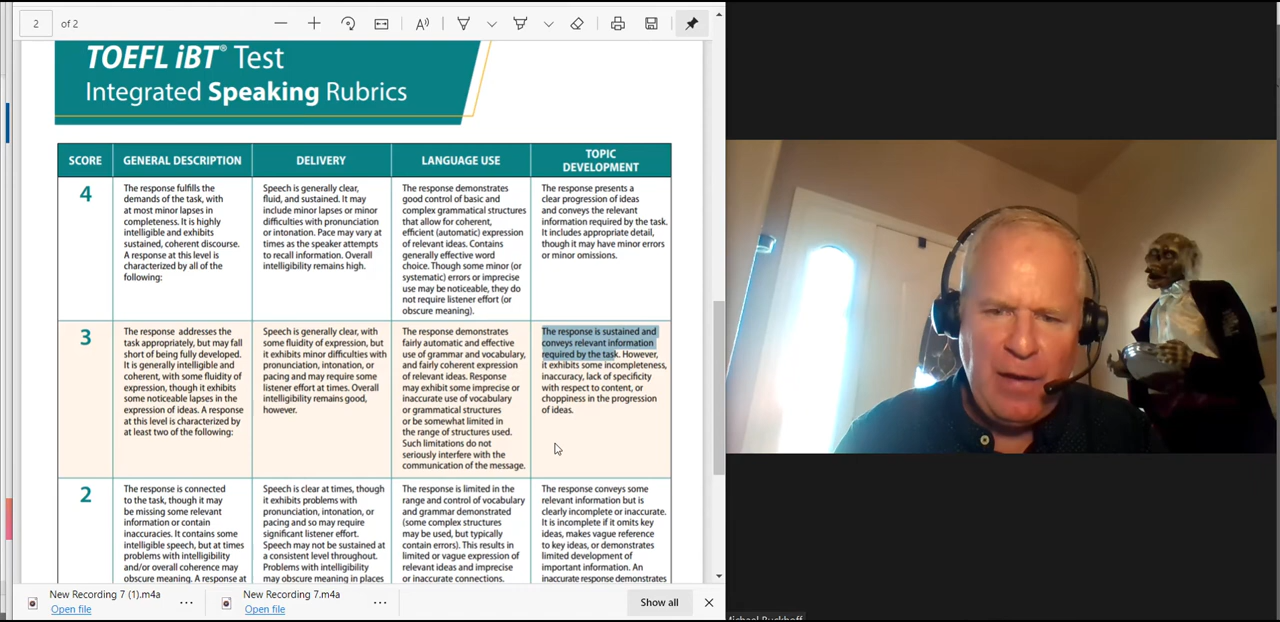 2 of 2
TOEFL iBT® Test
Integrated Speaking Rubrics
SCORE
GENERAL DESCRIPTION
DELIVERY
LANGUAGE USE
TOPIC
DEVELOPMENT
4
The response fulfills the
demands of the task, with
at most minor lapses in
completeness. It is highly
intelligible and exhibits
sustained, coherent discourse.
A response at this level is
characterized by all of the
following:
Speech is generally clear,
fluid, and sustained. It may
include minor lapses or minor
difficulties with pronunciation
or intonation. Pace may vary at
times as the speaker attempts
to recall information. Overall
intelligibility remains high.
The response demonstrates
good control of basic and
complex grammatical structures
that allow for coherent,
efficient (automatic) expression
of relevant ideas. Contains
generally effective word
choice. Though some minor (or
systematic) errors or imprecise
use may be noticeable, they do
not require listener effort (or
obscure meaning).
The response presents a
clear progression of ideas
and conveys the relevant
information required by the task.
It includes appropriate detail,
though it may have minor errors
or minor omissions.
3
The response addresses the
task appropriately, but may fall
short of being fully developed.
It is generally intelligible and
coherent, with some fluidity of
expression, though it exhibits
some noticeable lapses in the
expression of ideas. A response
at this level is characterized by
at least two of the following:
Speech is generally clear, with
some fluidity of expression, but
it exhibits minor difficulties with
pronunciation, intonation, or
pacing and may require some
listener effort at times. Overall
intelligibility remains good,
however.
The response demonstrates
fairly automatic and effective
use of grammar and vocabulary,
and fairly coherent expression
of relevant ideas. Response
may exhibit some imprecise or
inaccurate use of vocabulary
or grammatical structures
or be somewhat limited in
the range of structures used.
Such limitations do not
seriously interfere with the
communication of the message.
The response is sustained and
conveys relevant information
required by the task. However,
it exhibits some incompleteness,
inaccuracy, lack of specificity
with respect to content, or
choppiness in the progression
of ideas.
2
The response is connected
to the task, though it may
be missing some relevant
information or contain
inaccuracies. It contains some
intelligible speech, but at times
problems with intelligibility
and/or overall coherence may
obscure meaning. A response at
Speech is clear at times, though
it exhibits problems with
pronunciation, intonation, or
pacing and so may require
significant listener effort.
Speech may not be sustained at
a consistent level throughout.
Problems with intelligibility
may obscure meaning in places
The response is limited in the
range and control of vocabulary
and grammar demonstrated
(some complex structures
may be used, but typically
contain errors). This results in
limited or vague expression of
relevant ideas and imprecise
or inaccurate connections.
The response conveys some
relevant information but is
clearly incomplete or inaccurate.
It is incomplete if it omits key
ideas, makes vague reference
to key ideas, or demonstrates
limited development of
important information. An
inaccurate response demonstrates
New Recording 7 (1).m4a
Open file
New Recording 7.m4a
Open file
Show all
Michael Buckhoff